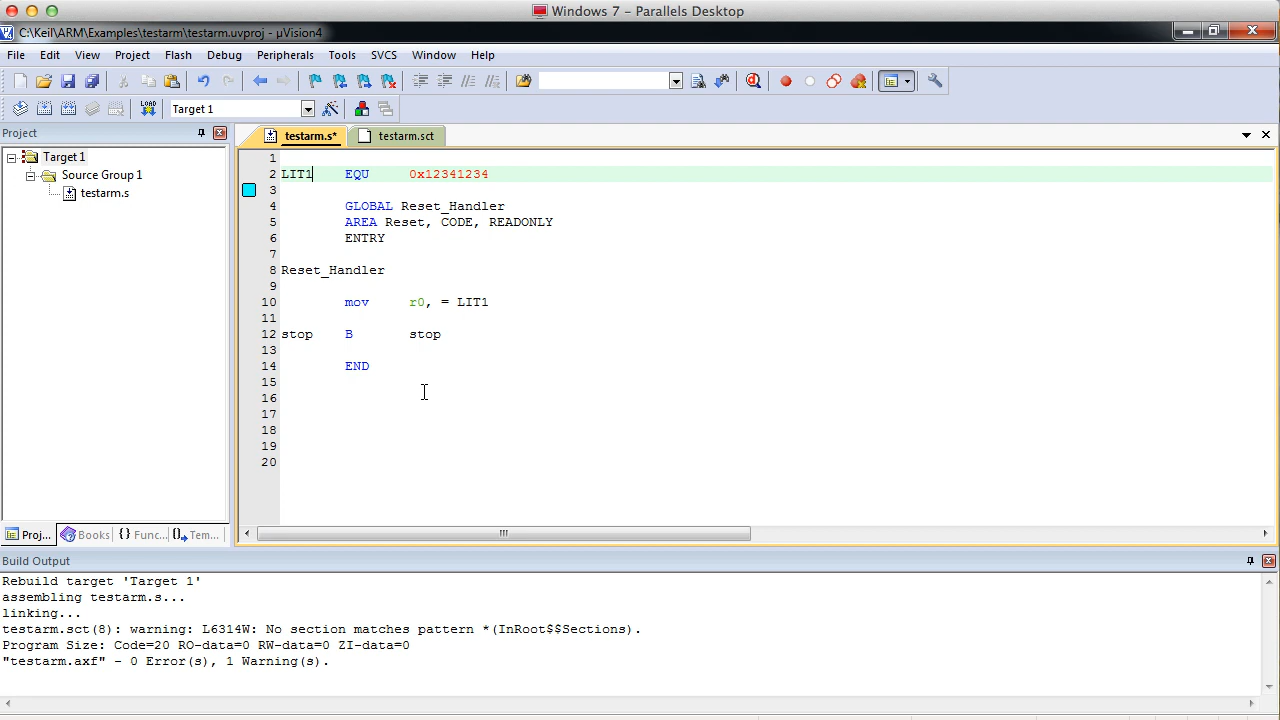 Windows 7 - Parallels Desktop
C:\Keil\ARM\Examples\testarm\testarm.uvproj - µVision4
File Edit View Project Flash Debug Peripherals Tools SVCS Window Help
LOAD Target 1
Project
testarm.s* testarm.sct
Target 1
Source Group 1
testarm.s
1
2 LIT1 EQU 0x12341234
3
4 GLOBAL Reset_Handler
5 AREA Reset, CODE, READONLY
6 ENTRY
7
8 Reset_Handler
9
10 mov r0, = LIT1
11
12 stop B stop
13
14 END
15
16
17
18
19
20
Proj... Books {} Func... Tem...
Build Output
Rebuild target 'Target 1'
assembling testarm.s...
linking...
testarm.sct(8): warning: L6314W: No section matches pattern *(InRoot$$Sections).
Program Size: Code=20 RO-data=0 RW-data=0 ZI-data=0
"testarm.axf" - 0 Error(s), 1 Warning(s).